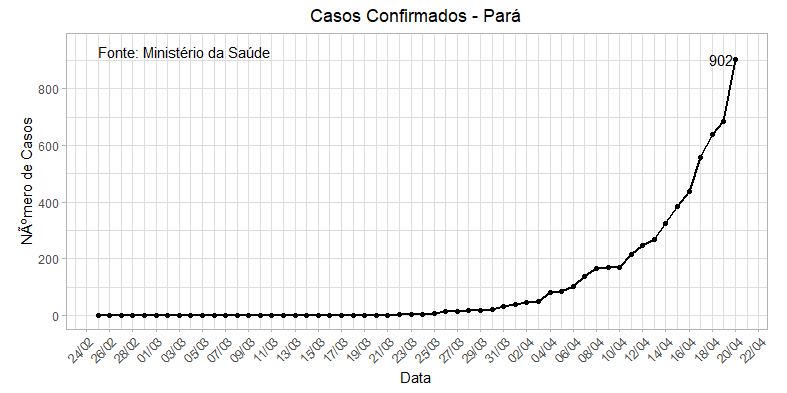 Casos Confirmados - Pará
Fonte: Ministério da Saúde
902
NÃºmero de Casos
800
600
400
200
0
24/02 26/02 28/02 01/03 03/03 05/03 07/03 09/03 11/03 13/03 15/03 17/03 19/03 21/03 23/03 25/03 27/03 29/03 31/03 02/04 04/04 06/04 08/04 10/04 12/04 14/04 16/04 18/04 20/04 22/04
Data